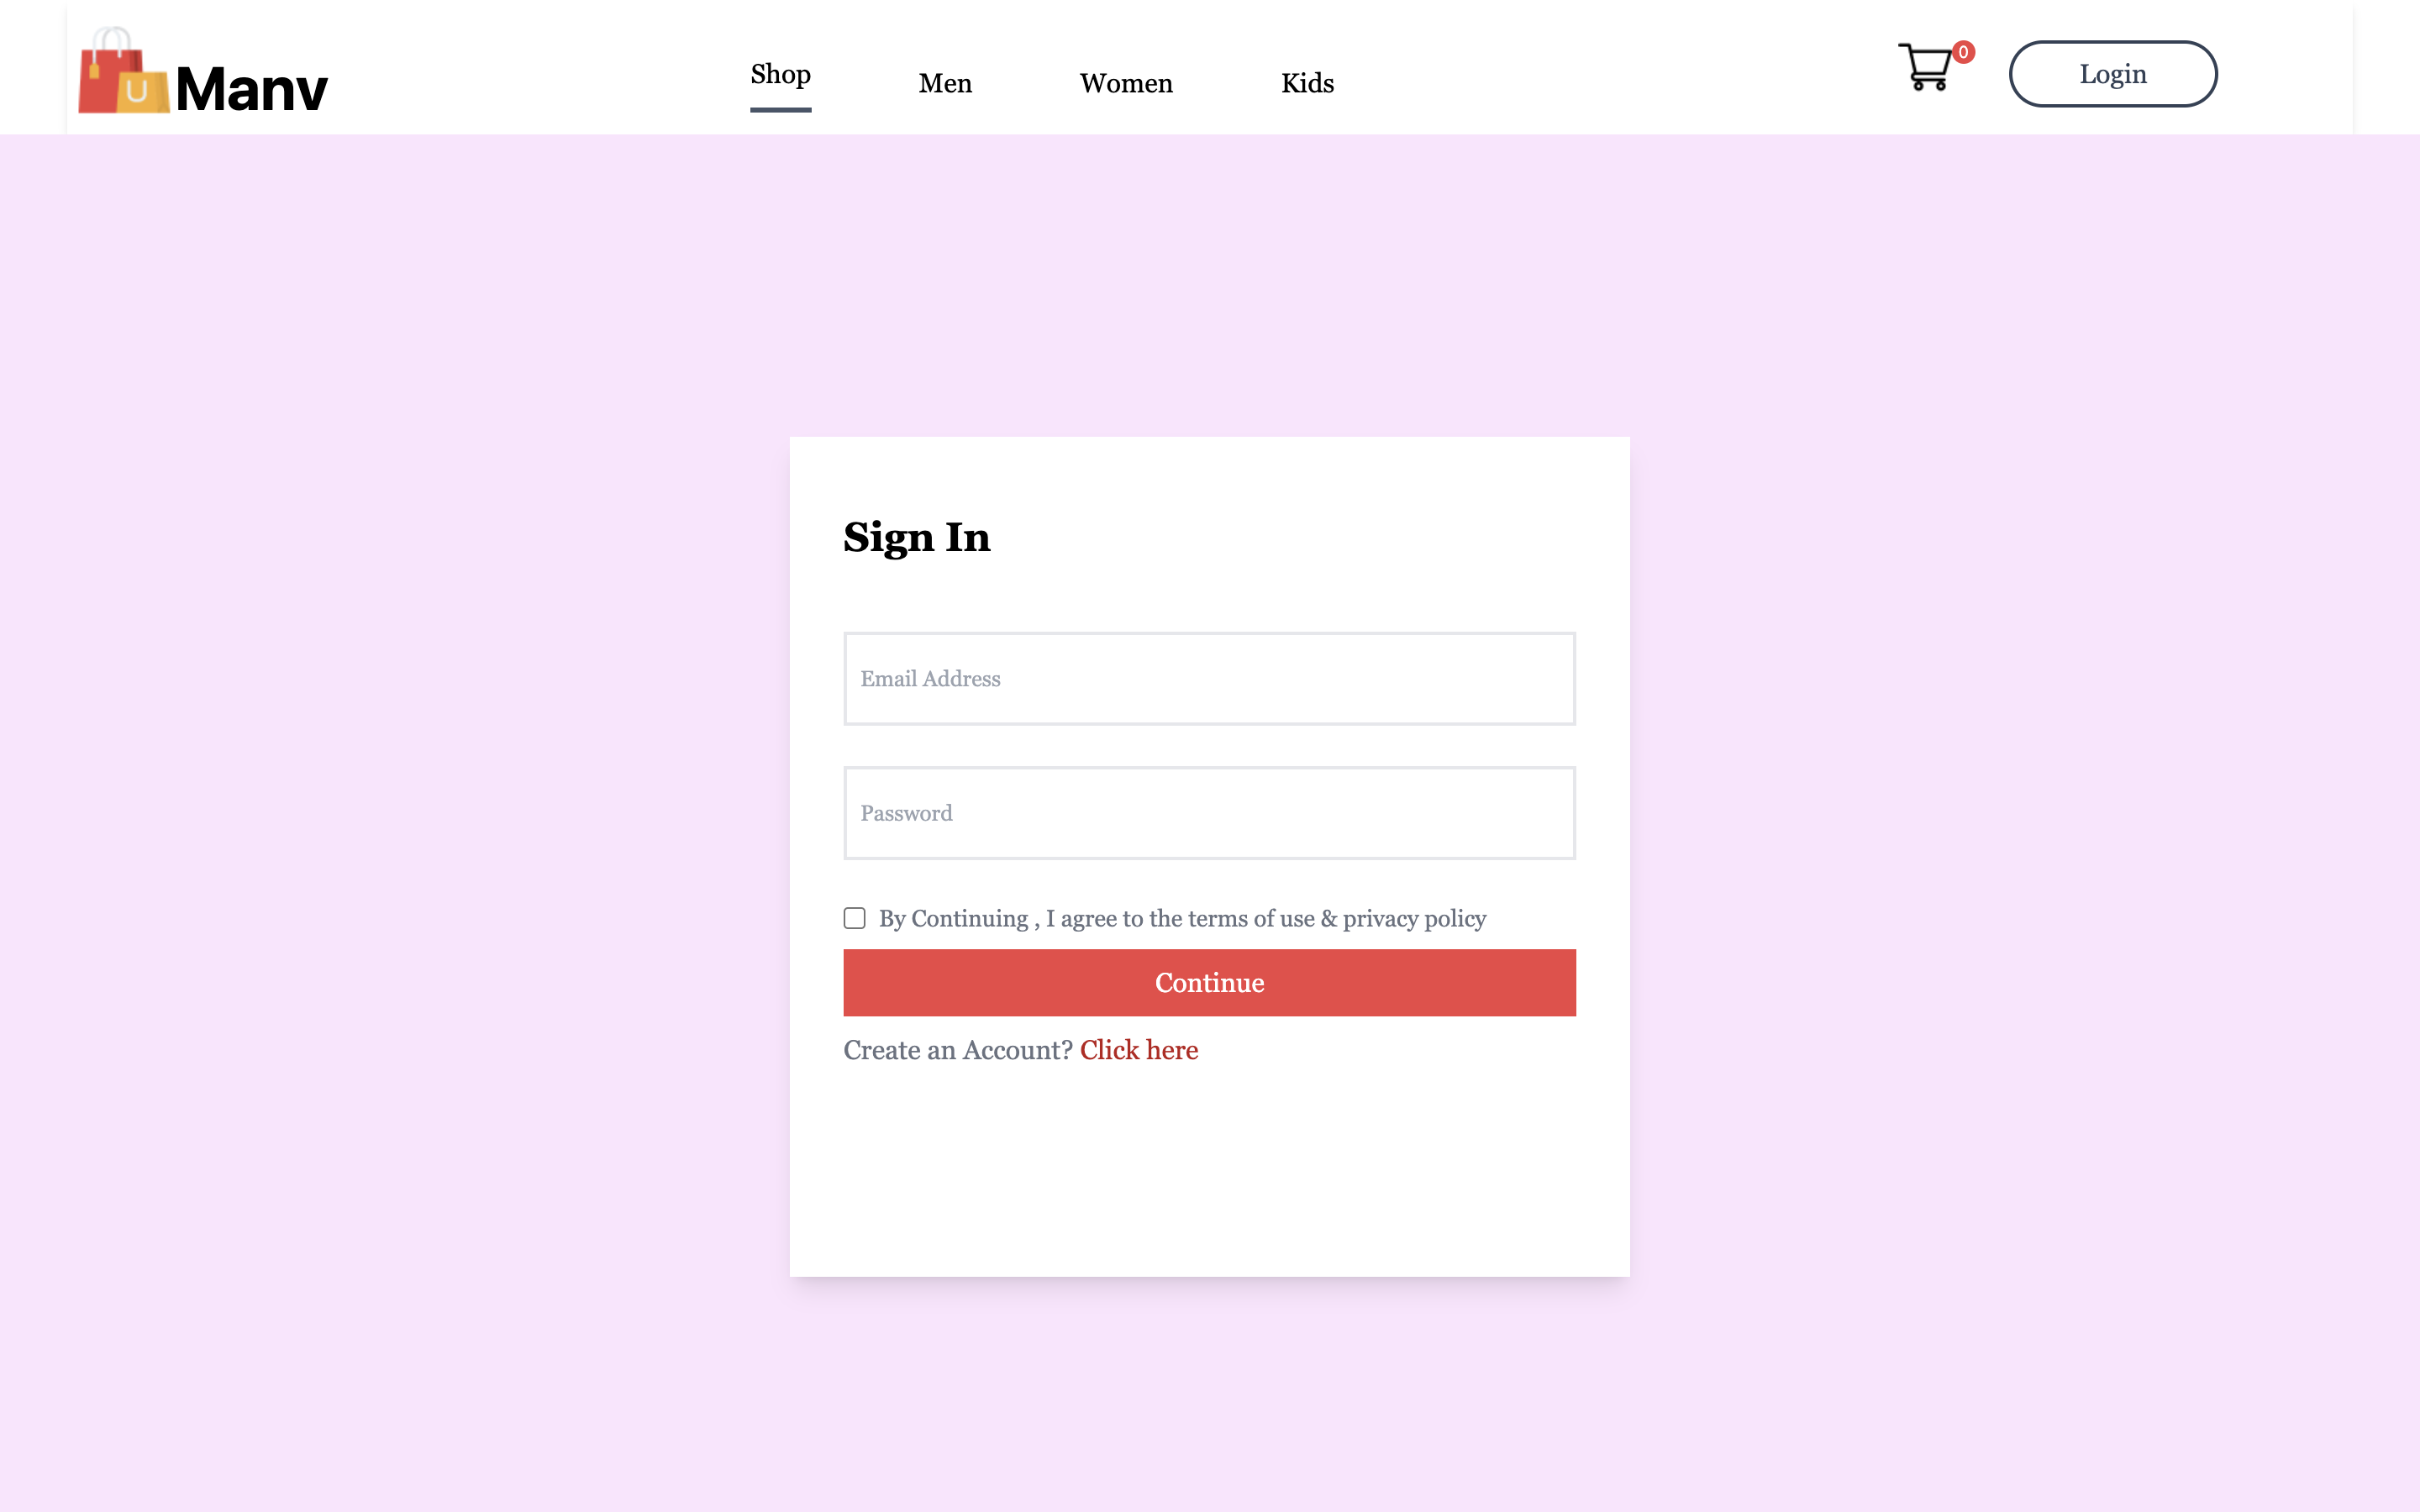 U
Manv
Shop
Men
Women
Kids
0
Login
Sign In
Email Address
Password
By Continuing , I agree to the terms of use & privacy policy
Continue
Create an Account? Click here